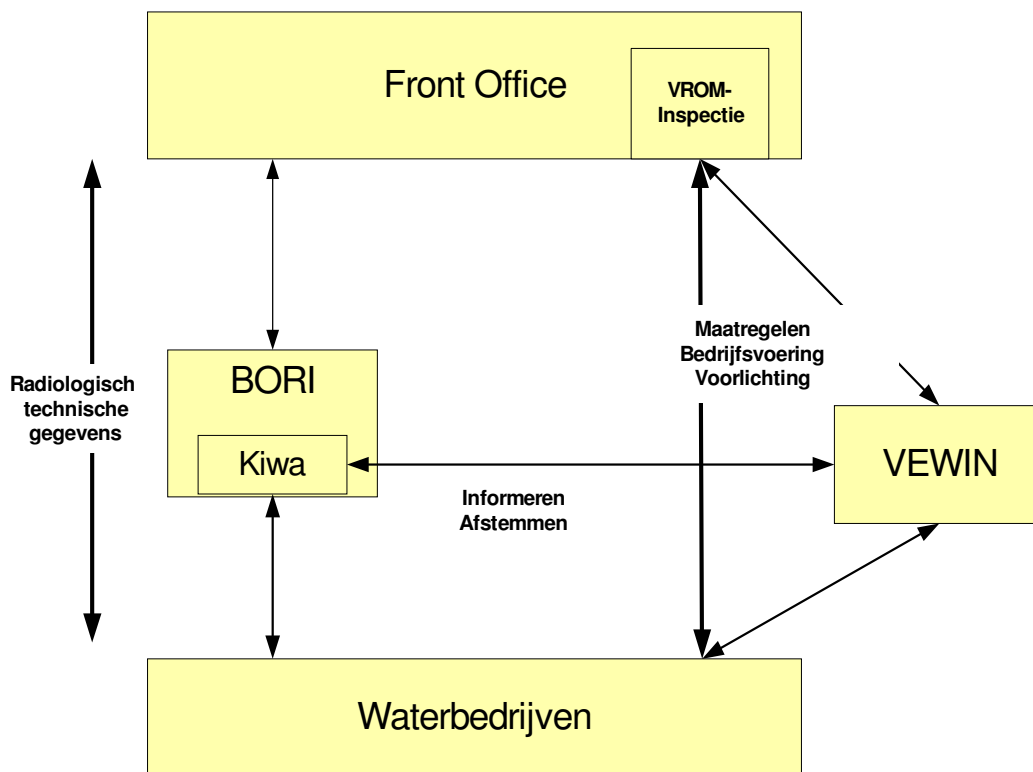 Front Office
VROM-
Inspectie
Maatregelen
Bedrijfsvoering
Voorlichting
BORI
Radiologisch
technische
gegevens
Kiwa
VEWIN
Informeren
Afstemmen
Waterbedrijven